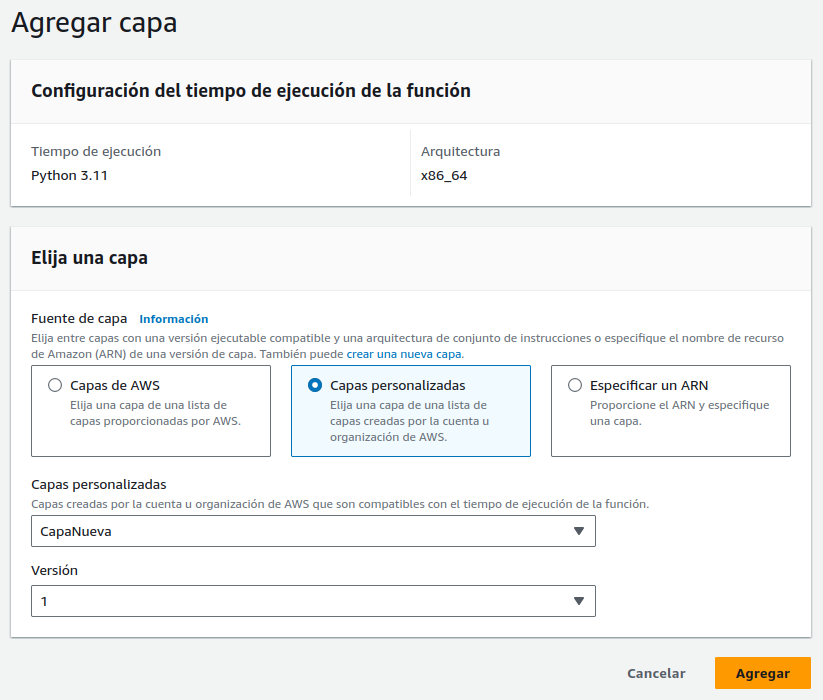 Agregar capa
Configuración del tiempo de ejecución de la función
Tiempo de ejecución
Python 3.11
Arquitectura
x86_64
Elija una capa
Fuente de capa Información
Elija entre capas con una versión ejecutable compatible y una arquitectura de conjunto de instrucciones o especifique el nombre de recurso
de Amazon (ARN) de una versión de capa. También puede crear una nueva capa.
Capas de AWS
Elija una capa de una lista de
capas proporcionadas por AWS.
Capas personalizadas
Elija una capa de una lista de
capas creadas por la cuenta u
organización de AWS.
Especificar un ARN
Proporcione el ARN y especifique
una capa.
Capas personalizadas
Capas creadas por la cuenta u organización de AWS que son compatibles con el tiempo de ejecución de la función.
CapaNueva
Versión
1
Cancelar
Agregar